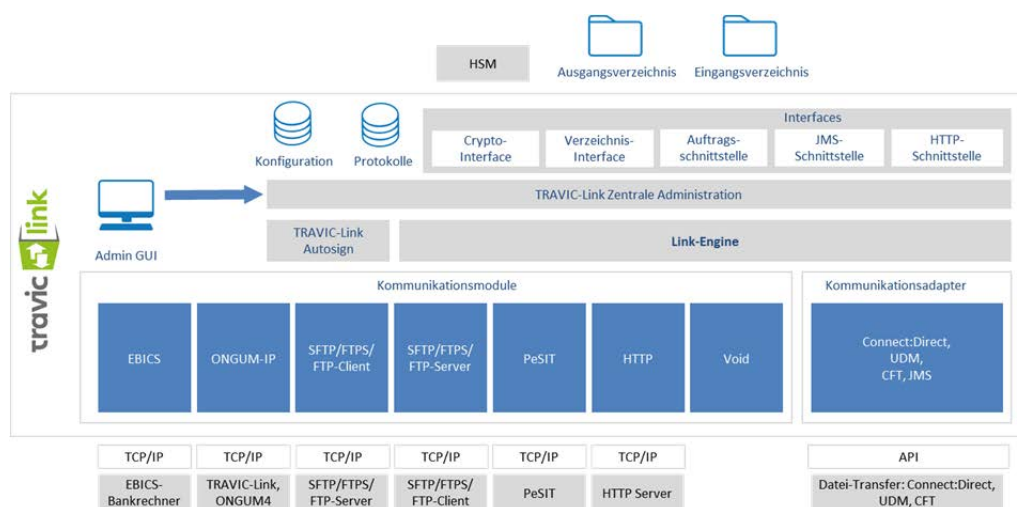 HSM
Ausgangsverzeichnis
Eingangsverzeichnis
travic link
Konfiguration
Protokolle
Interfaces
Crypto-
Interface
Verzeichnis-
Interface
Auftrags-
schnittstelle
JMS-
Schnittstelle
HTTP-
Schnittstelle
Admin GUI
TRAVIC-Link Zentrale Administration
TRAVIC-Link
Autosign
Link-Engine
Kommunikationsmodule
EBICS
ONGUM-IP
SFTP/FTPS/
FTP-Client
SFTP/FTPS/
FTP-Server
PeSIT
HTTP
Void
Kommunikationsadapter
Connect:Direct,
UDM,
CFT, JMS
TCP/IP
TCP/IP
TCP/IP
TCP/IP
TCP/IP
TCP/IP
API
EBICS-
Bankrechner
TRAVIC-Link,
ONGUM4
SFTP/FTPS/
FTP-Server
SFTP/FTPS/
FTP-Client
PeSIT
HTTP Server
Datei-Transfer: Connect:Direct,
UDM, CFT